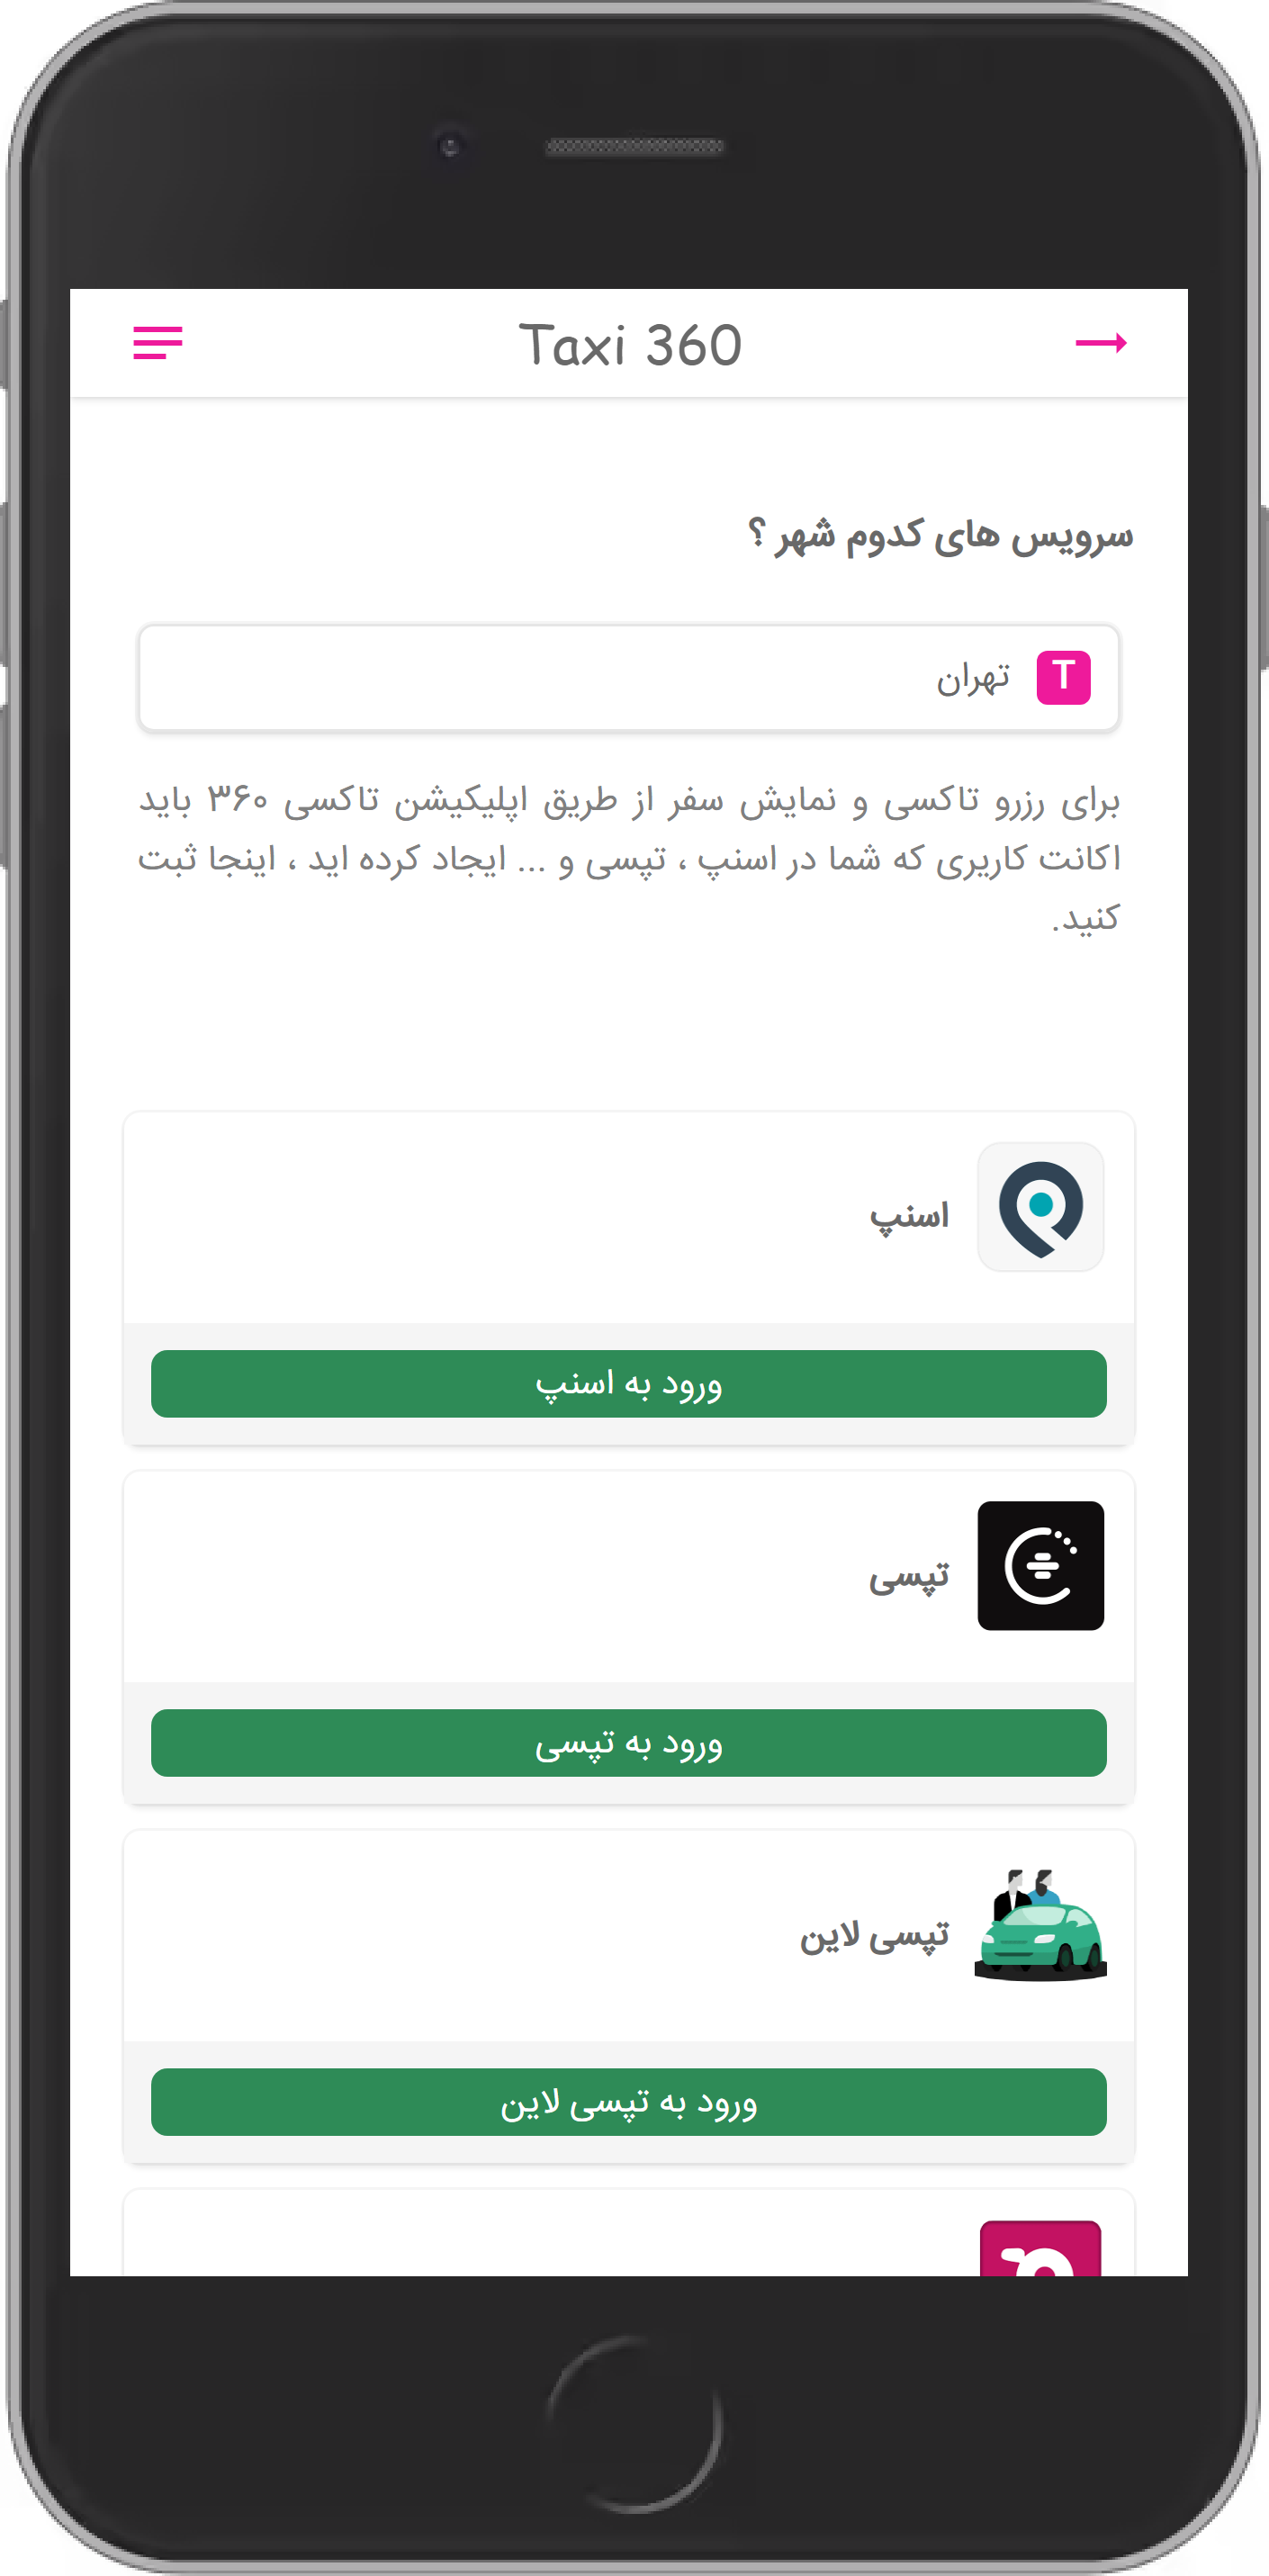 Taxi 360
سرویس های کدوم شهر ؟
T
تهران
برای رزرو تاکسی و نمایش سفر از طریق اپلیکیشن تاکسی ۳۶۰ باید
اکانت کاربری که شما در اسنپ ، تپسی و ... ایجاد کرده اید ، اینجا ثبت
کنید.
اسنپ
ورود به اسنپ
تپسی
ورود به تپسی
تپسی لاین
ورود به تپسی لاین